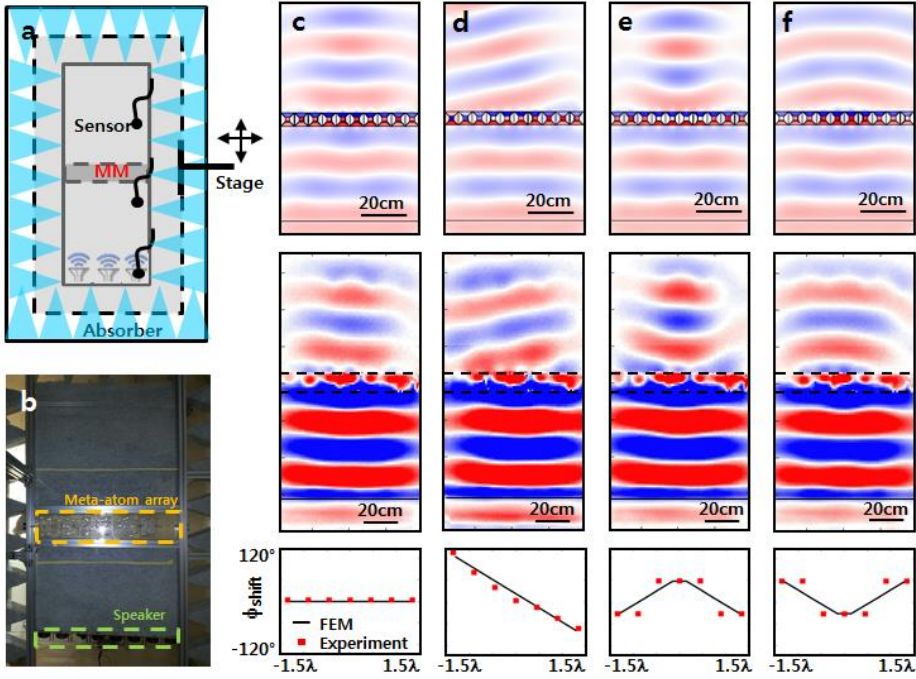 a
Sensor
MM
Stage
Absorber
b
Meta-atom array
Speaker
c
d
e
f
20cm
20cm
20cm
20cm
20cm
20cm
20cm
20cm
120°
ϕshift
-120°
FEM
Experiment
-1.5λ 1.5λ
-1.5λ 1.5λ
-1.5λ 1.5λ
-1.5λ 1.5λ